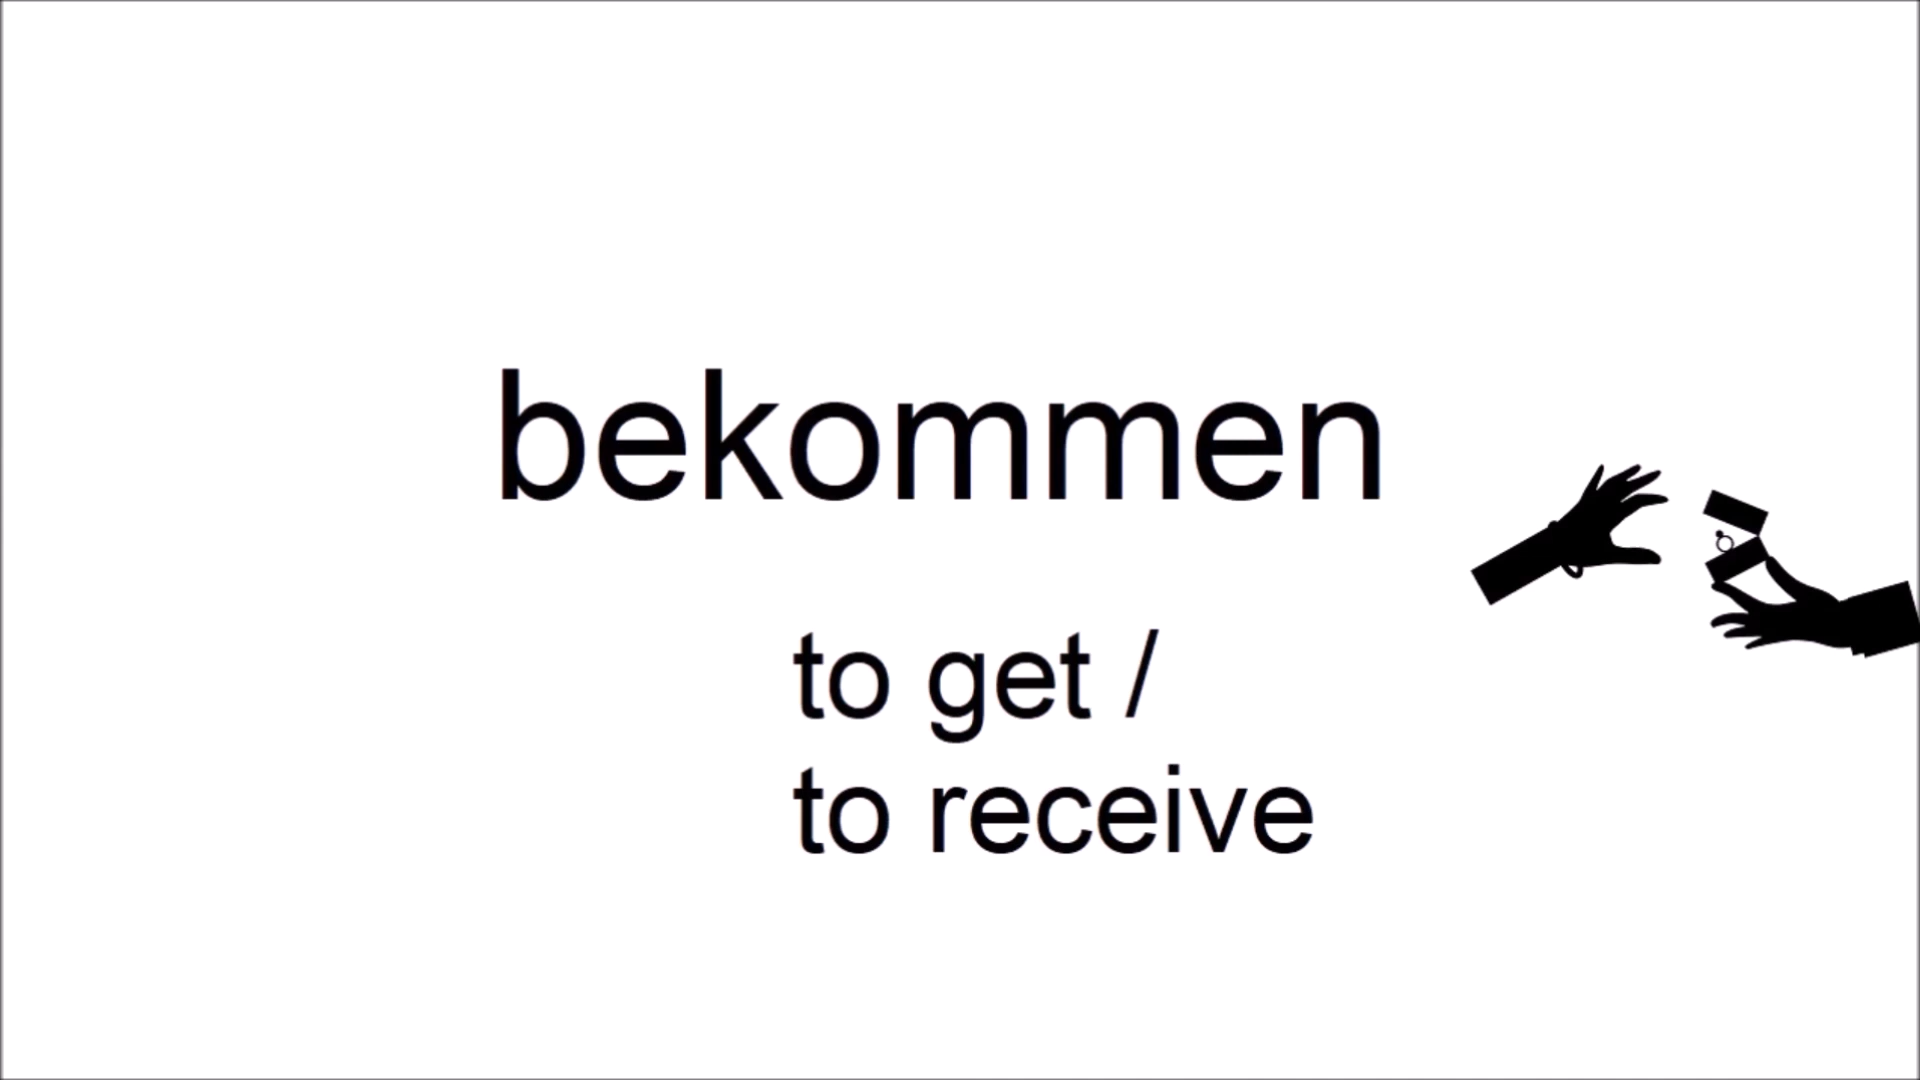 bekommen
to get /
to receive